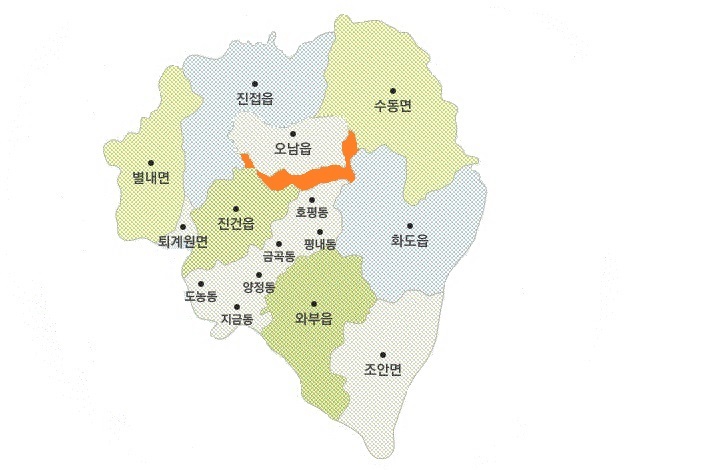 진접읍
수동면
오남읍
별내면
호평동
진건읍
퇴계원면
평내동
화도읍
금곡동
양정동
도농동
지금동
와부읍
조안면